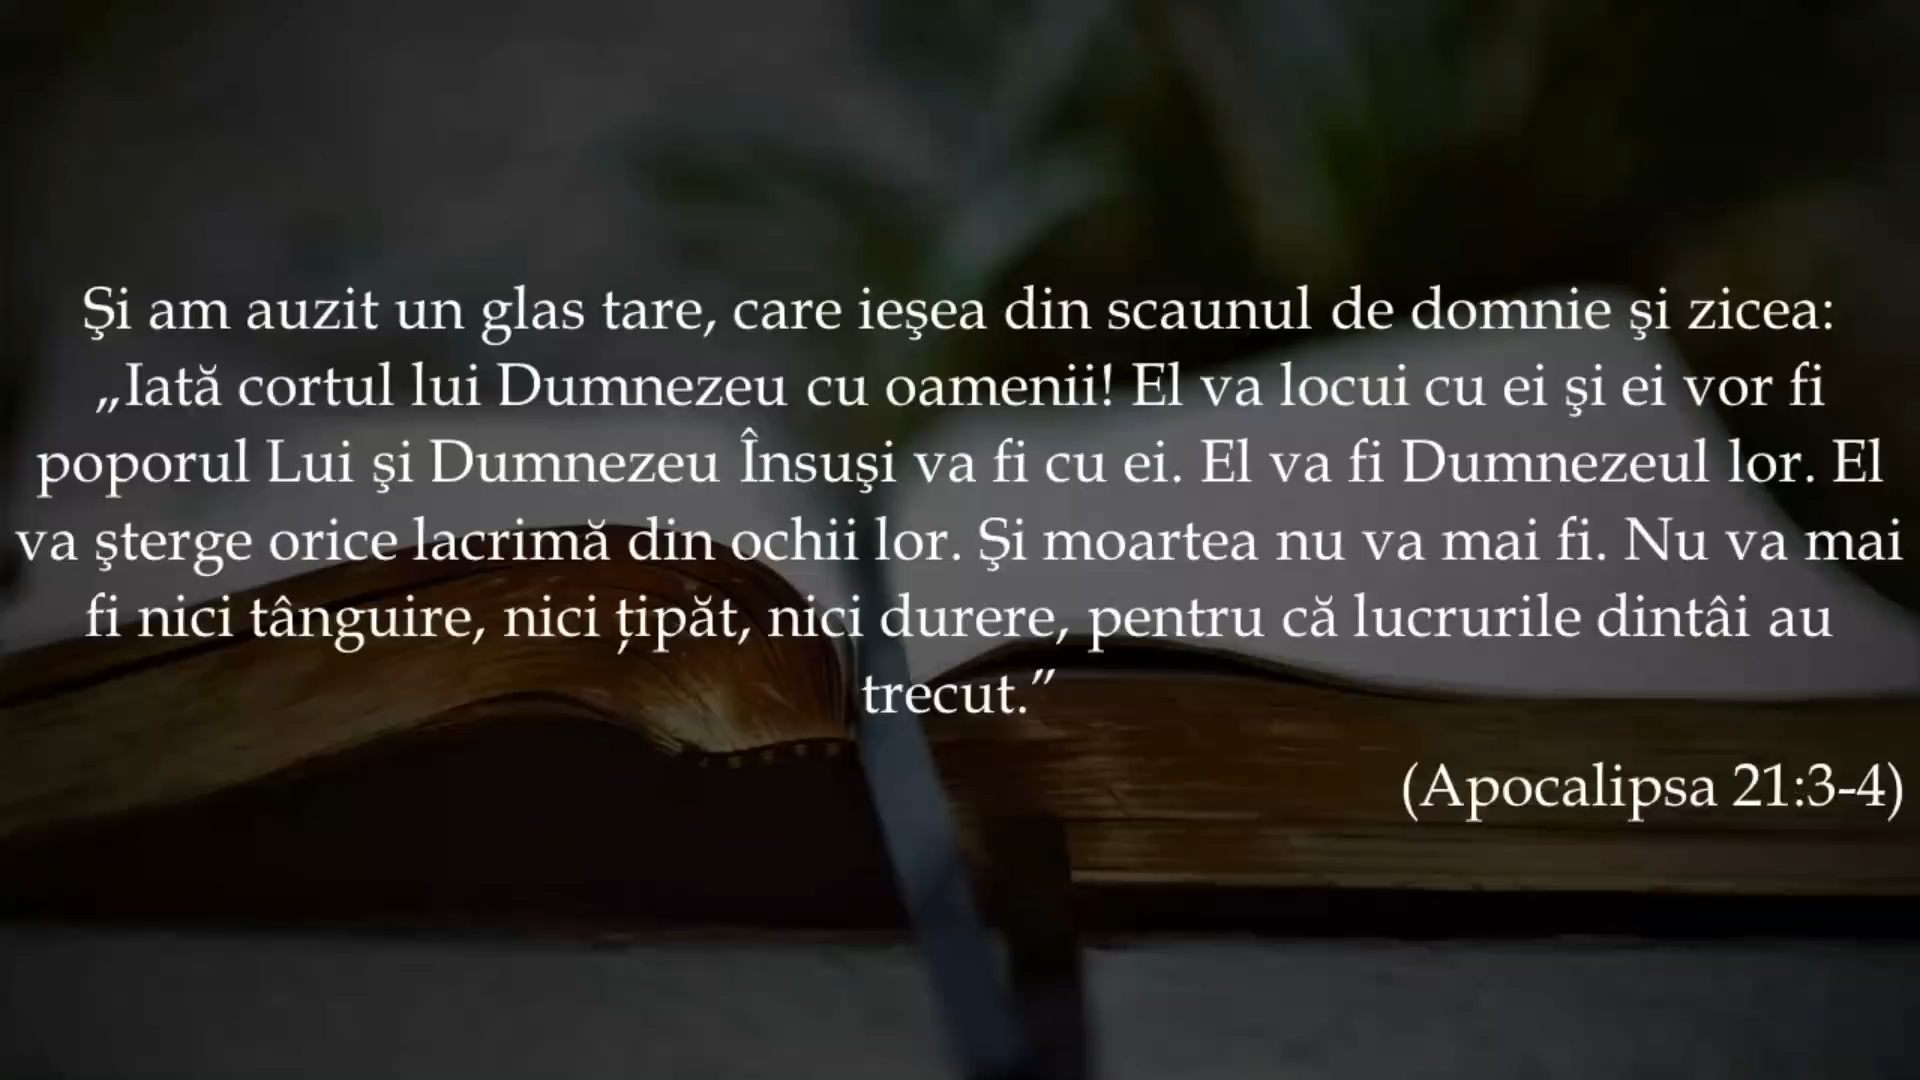 Şi am auzit un glas tare, care ieşea din scaunul de domnie şi zicea:
„Iată cortul lui Dumnezeu cu oamenii! El va locui cu ei şi ei vor fi
poporul Lui şi Dumnezeu Însuşi va fi cu ei. El va fi Dumnezeul lor. El
va şterge orice lacrimă din ochii lor. Şi moartea nu va mai fi. Nu va mai
fi nici tânguire, nici ţipăt, nici durere, pentru că lucrurile dintâi au
trecut.”
(Apocalipsa 21:3-4)